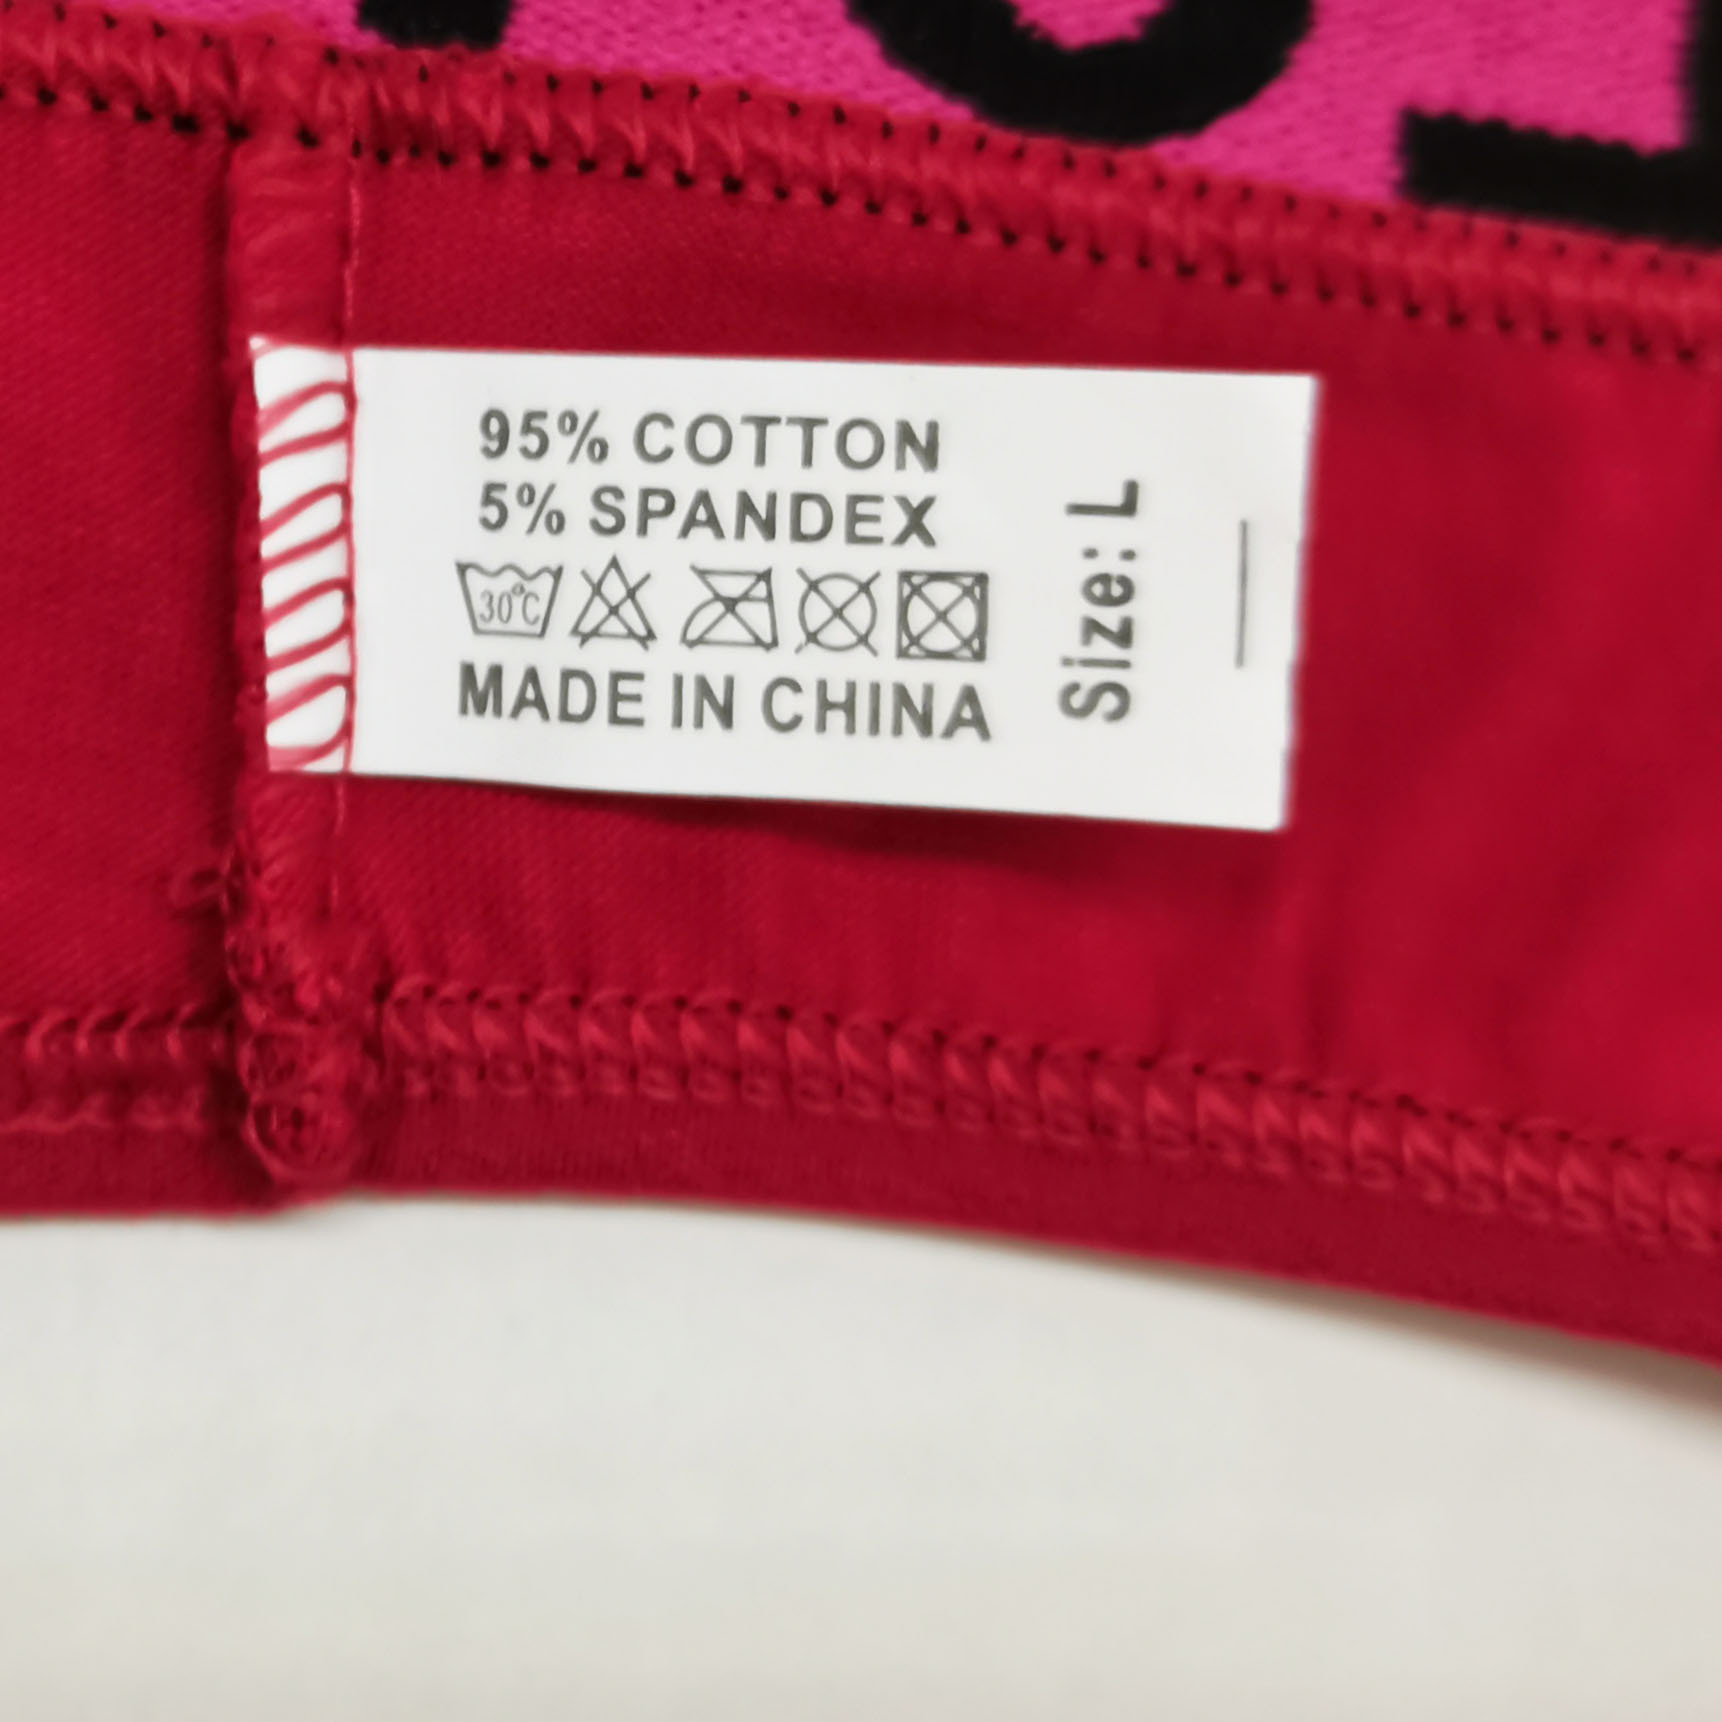 95% COTTON
5% SPANDEX
30°C
MADE IN CHINA
Size: L